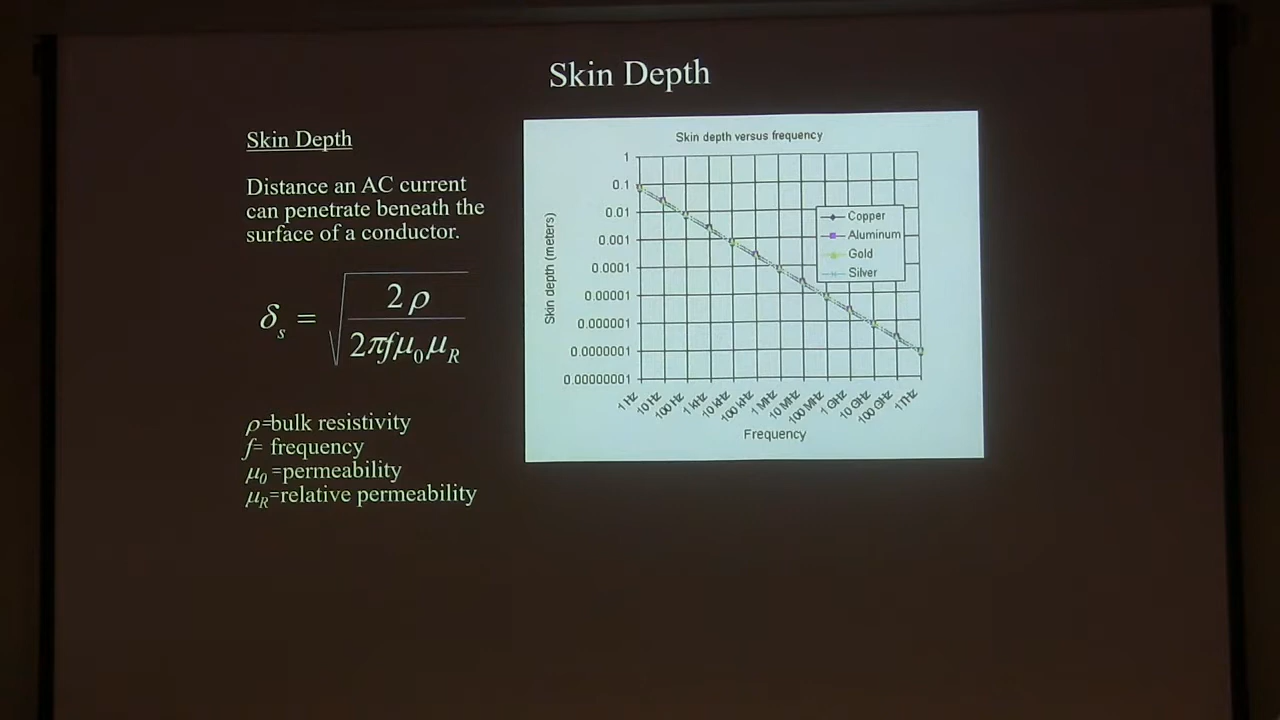 Skin Depth
Skin Depth
Distance an AC current
can penetrate beneath the
surface of a conductor.
δs = √(2ρ / 2πfμ0μR)
ρ=bulk resistivity
f= frequency
μ0 =permeability
μR=relative permeability
Skin depth versus frequency
Skin depth (meters)
1
0.1
0.01
0.001
0.0001
0.00001
0.000001
0.0000001
0.00000001
Copper
Aluminum
Gold
Silver
1 Hz
10 Hz
100 Hz
1 kHz
10 kHz
100 kHz
1 MHz
10 MHz
100 MHz
1 GHz
10 GHz
100 GHz
1THz
Frequency